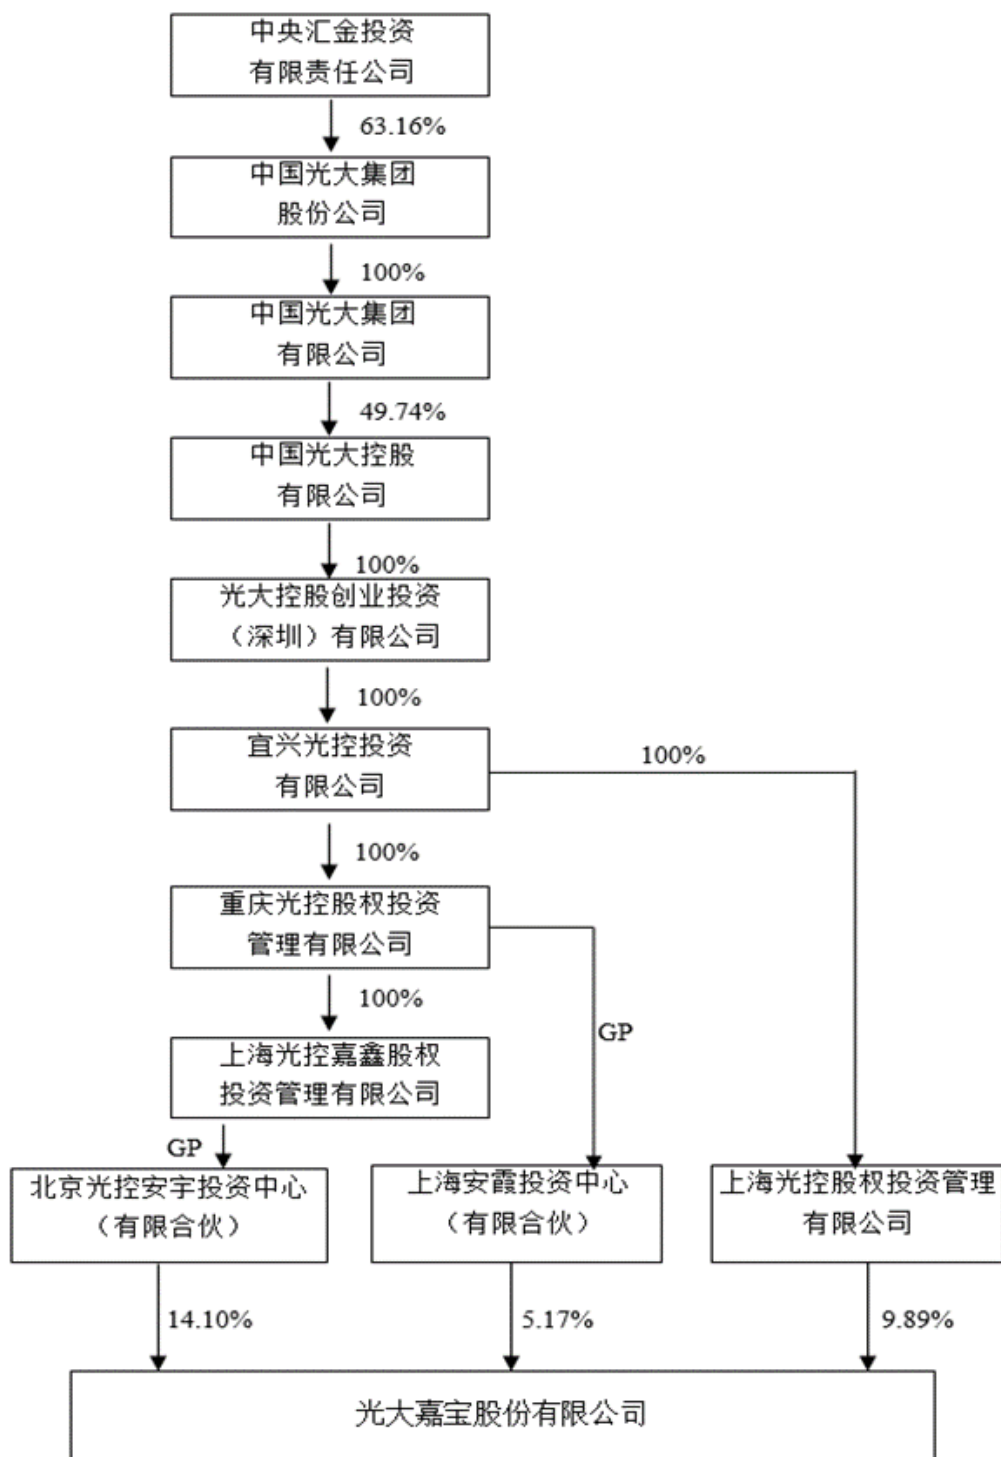 中央汇金投资
有限责任公司
63.16%
中国光大集团
股份公司
100%
中国光大集团
有限公司
49.74%
中国光大控股
有限公司
100%
光大控股创业投资
（深圳）有限公司
100%
宜兴光控投资
有限公司
100%
100%
重庆光控股权投资
管理有限公司
100%
GP
上海光控嘉鑫股权
投资管理有限公司
GP
北京光控安宇投资中心
（有限合伙）
上海安霞投资中心
（有限合伙）
上海光控股权投资管理
有限公司
14.10%
5.17%
9.89%
光大嘉宝股份有限公司